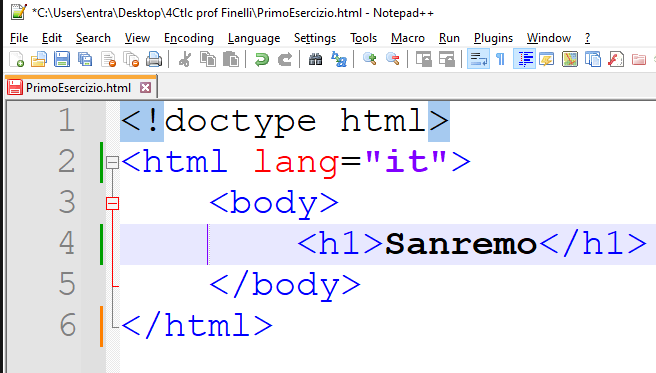 *C:\Users\entra\Desktop\4Ctlc prof Finelli\PrimoEsercizio.html - Notepad++
File Edit Search View Encoding Language Settings Tools Macro Run Plugins Window ?
PrimoEsercizio.html
1 <!doctype html>
2 <html lang="it">
3 <body>
4 <h1>Sanremo</h1>
5 </body>
6 </html>